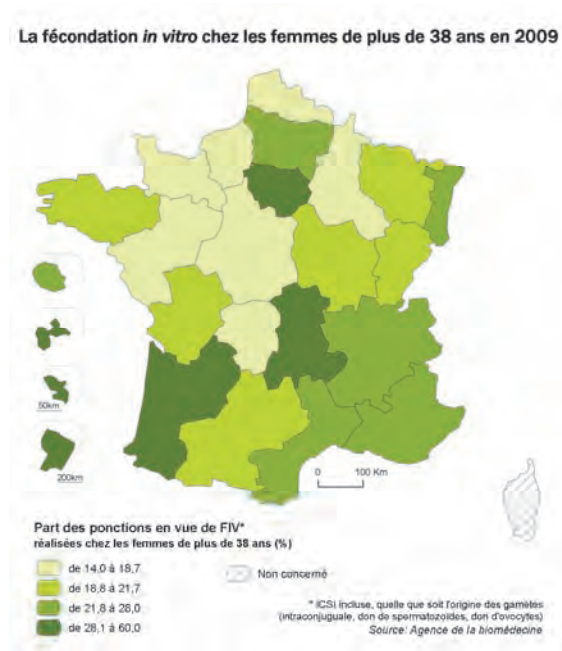 La fécondation in vitro chez les femmes de plus de 38 ans en 2009
50km
200km
0 100 Km
Part des ponctions en vue de FIV*
réalisées chez les femmes de plus de 38 ans (%)
de 14,0 à 18,7
de 18,8 à 21,7
de 21,8 à 28,0
de 28,1 à 60,0
Non concerné
* ICSI incluse, quelle que soit l'origine des gamètes
(intraconjuguale, don de spermatozoïdes, don d'ovocytes)
Source: Agence de la biomédecine